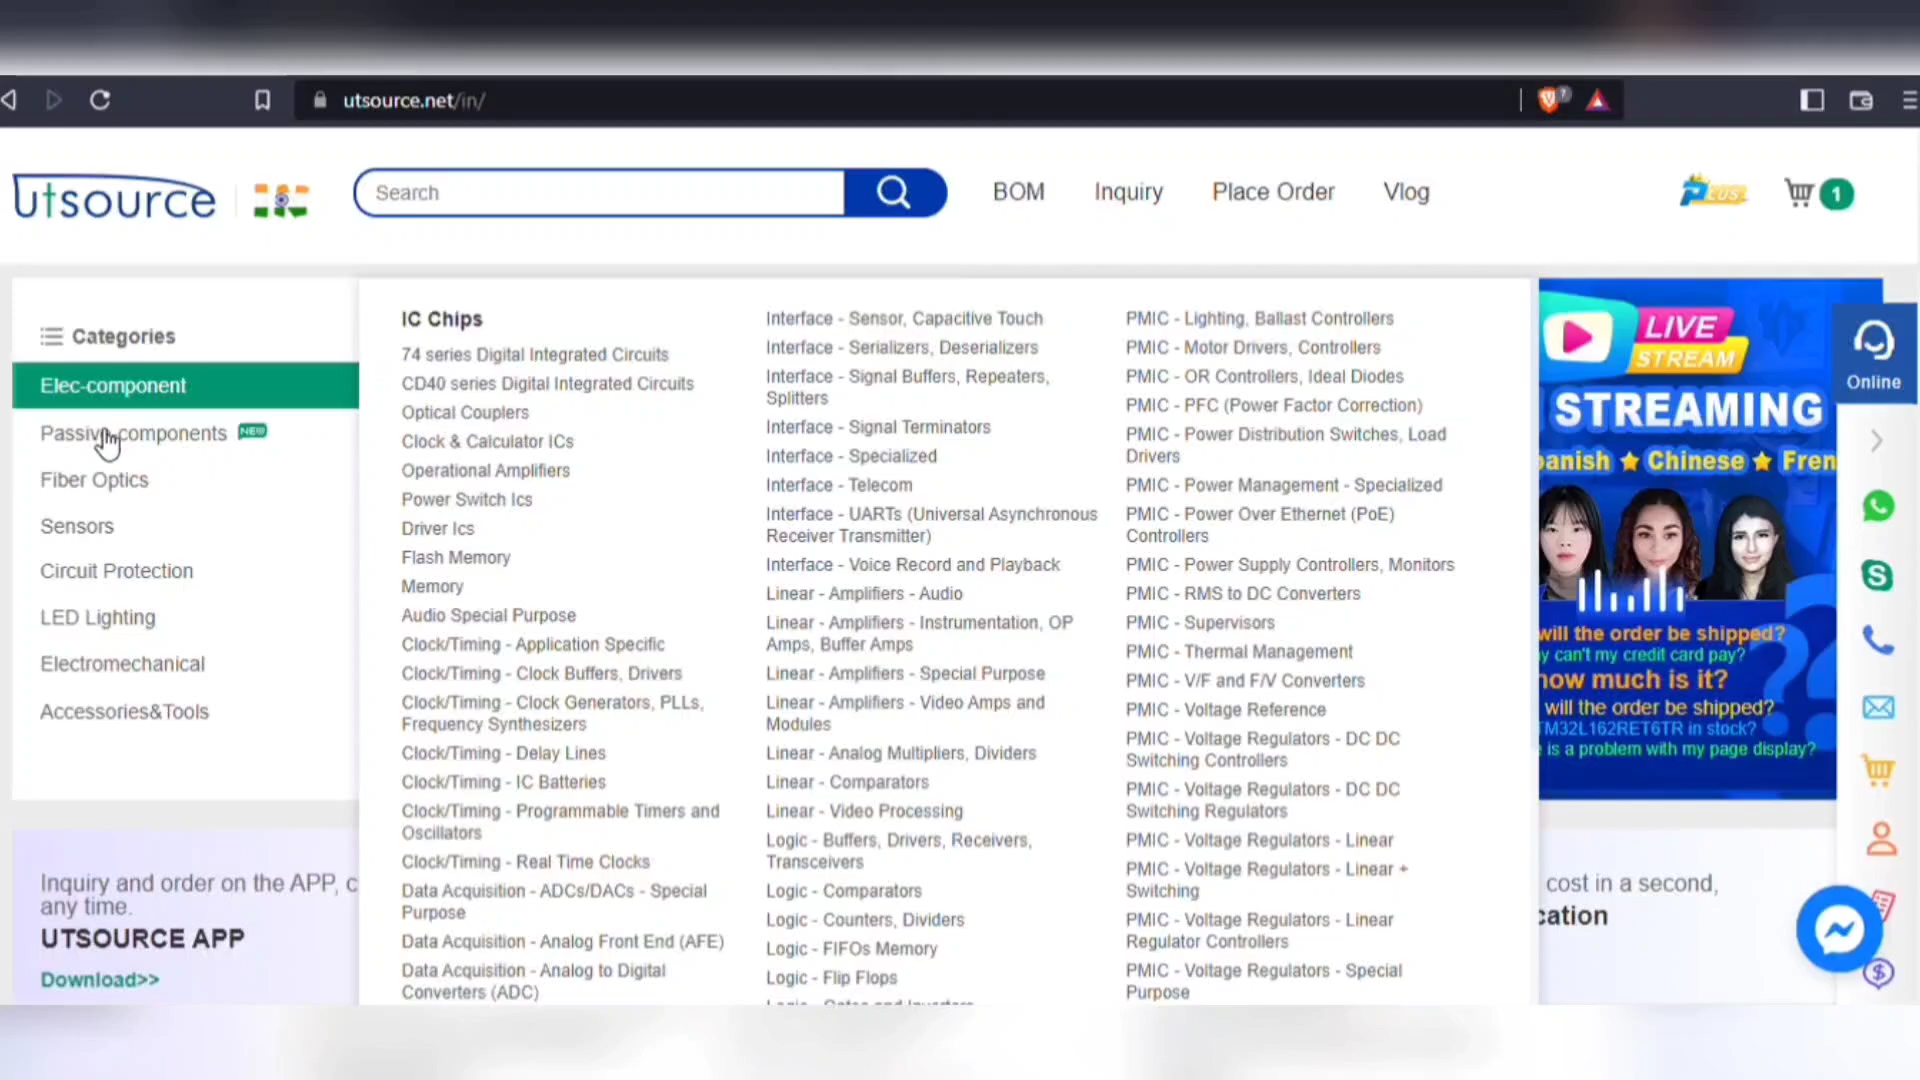 utsource.net/in/
utsource
Search
BOM
Inquiry
Place Order
Vlog
PLUS
1
Categories
Elec-component
Passive components NEW
Fiber Optics
Sensors
Circuit Protection
LED Lighting
Electromechanical
Accessories&Tools
IC Chips
74 series Digital Integrated Circuits
CD40 series Digital Integrated Circuits
Optical Couplers
Clock & Calculator ICs
Operational Amplifiers
Power Switch Ics
Driver Ics
Flash Memory
Memory
Audio Special Purpose
Clock/Timing - Application Specific
Clock/Timing - Clock Buffers, Drivers
Clock/Timing - Clock Generators, PLLs,
Frequency Synthesizers
Clock/Timing - Delay Lines
Clock/Timing - IC Batteries
Clock/Timing - Programmable Timers and
Oscillators
Clock/Timing - Real Time Clocks
Data Acquisition - ADCs/DACs - Special
Purpose
Data Acquisition - Analog Front End (AFE)
Data Acquisition - Analog to Digital
Converters (ADC)
Interface - Sensor, Capacitive Touch
Interface - Serializers, Deserializers
Interface - Signal Buffers, Repeaters,
Splitters
Interface - Signal Terminators
Interface - Specialized
Interface - Telecom
Interface - UARTs (Universal Asynchronous
Receiver Transmitter)
Interface - Voice Record and Playback
Linear - Amplifiers - Audio
Linear - Amplifiers - Instrumentation, OP
Amps, Buffer Amps
Linear - Amplifiers - Special Purpose
Linear - Amplifiers - Video Amps and
Modules
Linear - Analog Multipliers, Dividers
Linear - Comparators
Linear - Video Processing
Logic - Buffers, Drivers, Receivers,
Transceivers
Logic - Comparators
Logic - Counters, Dividers
Logic - FIFOs Memory
Logic - Flip Flops
Logic - Gates and Inverters
PMIC - Lighting, Ballast Controllers
PMIC - Motor Drivers, Controllers
PMIC - OR Controllers, Ideal Diodes
PMIC - PFC (Power Factor Correction)
PMIC - Power Distribution Switches, Load
Drivers
PMIC - Power Management - Specialized
PMIC - Power Over Ethernet (PoE)
Controllers
PMIC - Power Supply Controllers, Monitors
PMIC - RMS to DC Converters
PMIC - Supervisors
PMIC - Thermal Management
PMIC - V/F and F/V Converters
PMIC - Voltage Reference
PMIC - Voltage Regulators - DC DC
Switching Controllers
PMIC - Voltage Regulators - DC DC
Switching Regulators
PMIC - Voltage Regulators - Linear
PMIC - Voltage Regulators - Linear +
Switching
PMIC - Voltage Regulators - Linear
Regulator Controllers
PMIC - Voltage Regulators - Special
Purpose
LIVE
STREAM
STREAMING
panish ★ Chinese ★ Fren
will the order be shipped?
y can't my credit card pay?
how much is it?
will the order be shipped?
TM32L162RET6TR in stock?
is a problem with my page display?
Online
Inquiry and order on the APP, c
any time.
UTSOURCE APP
Download>>
cost in a second,
cation